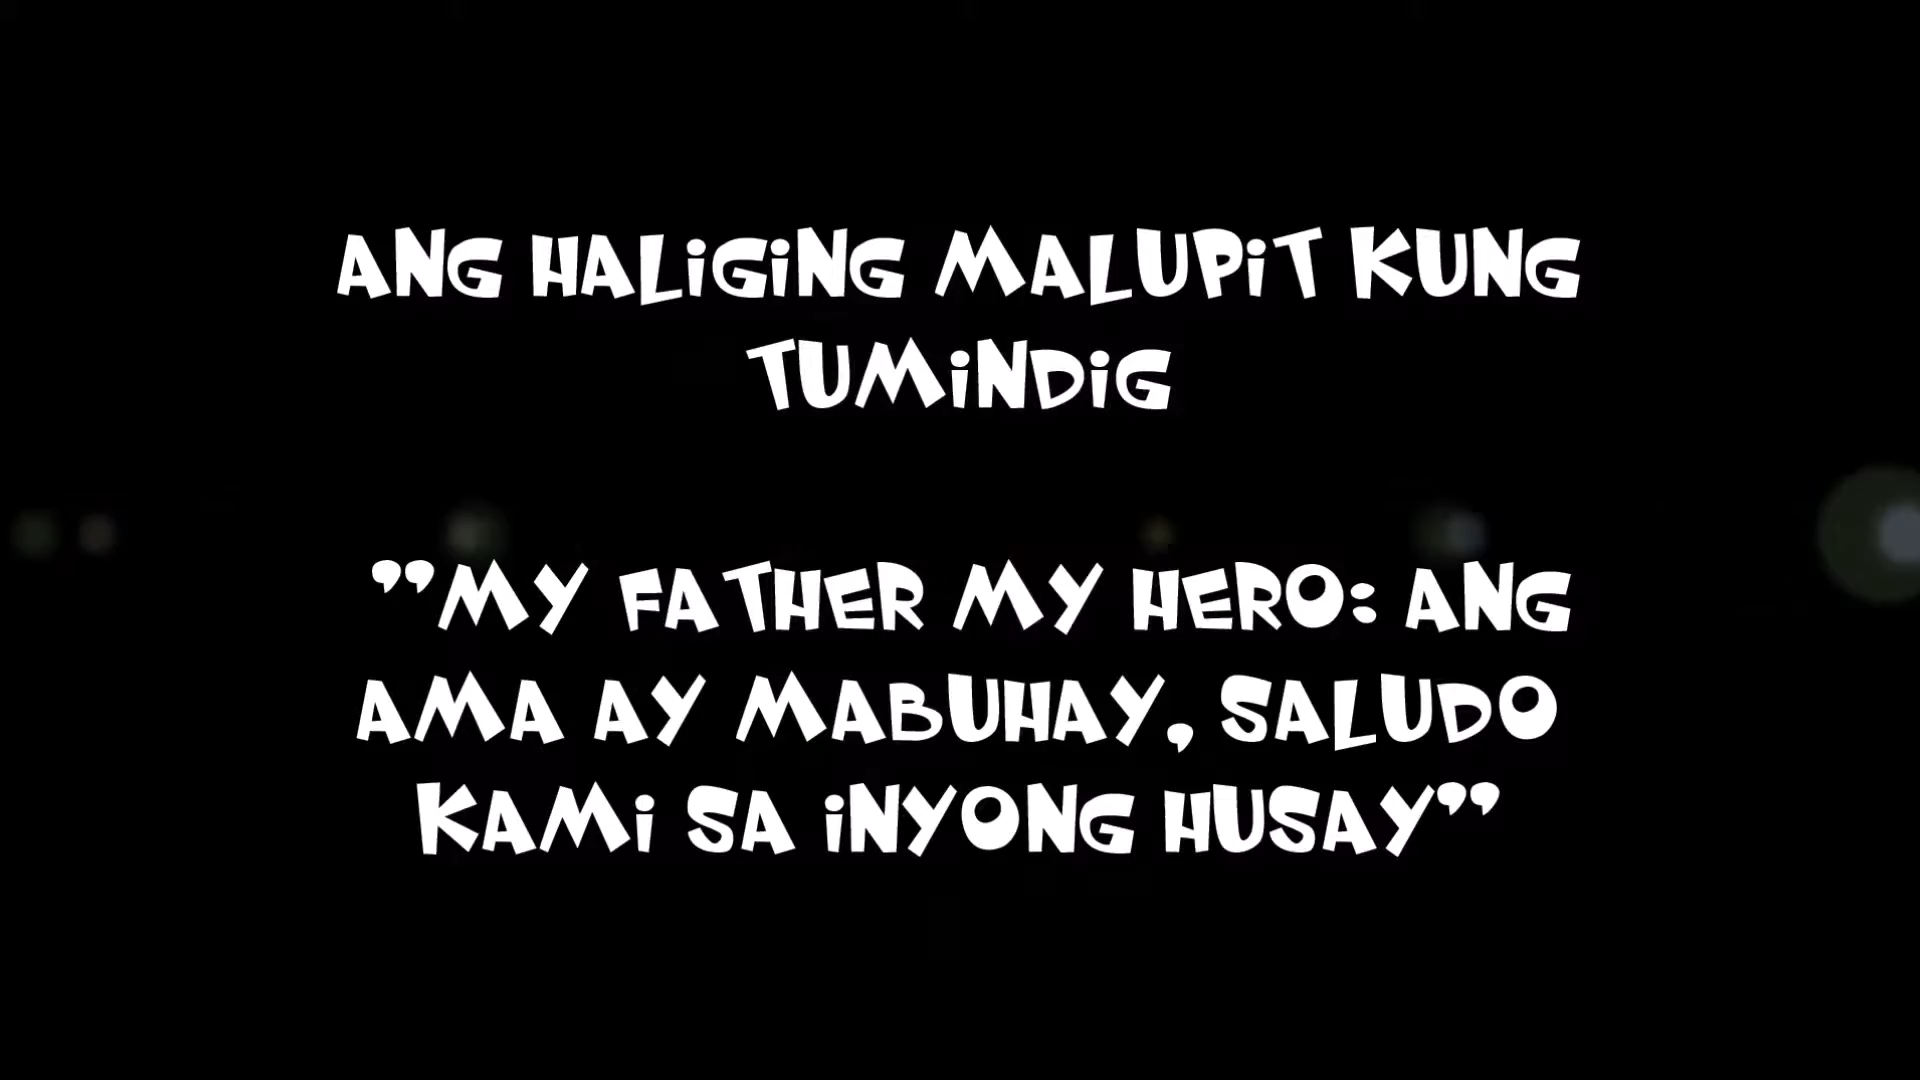 ANG HALIGING MALUPIT KUNG
TUMINDIG
"MY FATHER MY HERO: ANG
AMA AY MABUHAY, SALUDO
KAMI SA INYONG HUSAY"